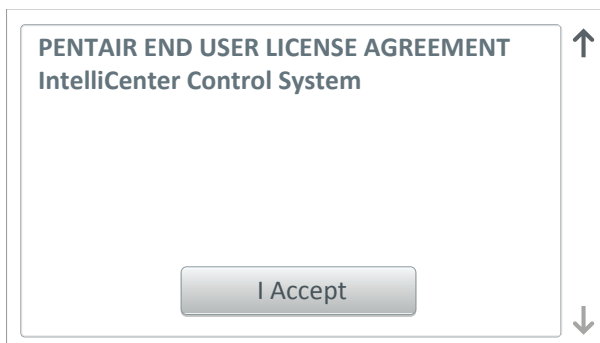 PENTAIR END USER LICENSE AGREEMENT
IntelliCenter Control System
I Accept